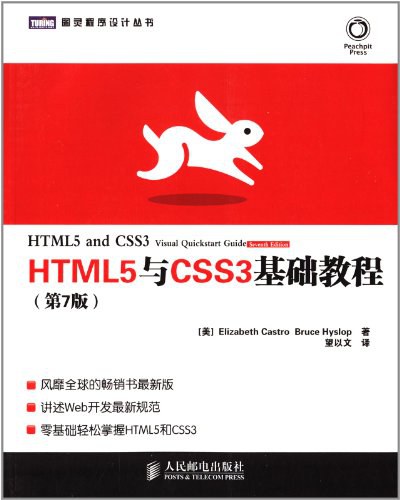 TURING
图灵程序设计丛书
Peachpit
Press
HTML5 and CSS3 Visual Quickstart Guide Seventh Edition
HTML5与CSS3基础教程
(第7版)
[美] Elizabeth Castro Bruce Hyslop 著
望以文 译
风靡全球的畅销书最新版
讲述Web开发最新规范
零基础轻松掌握HTML5和CSS3
人民邮电出版社
POSTS & TELECOM PRESS